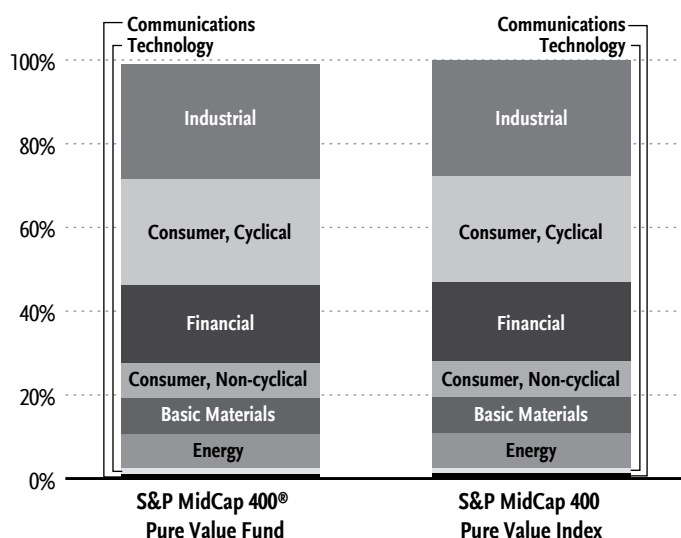 Communications
Technology
Communications
Technology
100%
80%
60%
40%
20%
0%
Industrial
Consumer, Cyclical
Financial
Consumer, Non-cyclical
Basic Materials
Energy
Industrial
Consumer, Cyclical
Financial
Consumer, Non-cyclical
Basic Materials
Energy
S&P MidCap 400®
Pure Value Fund
S&P MidCap 400
Pure Value Index